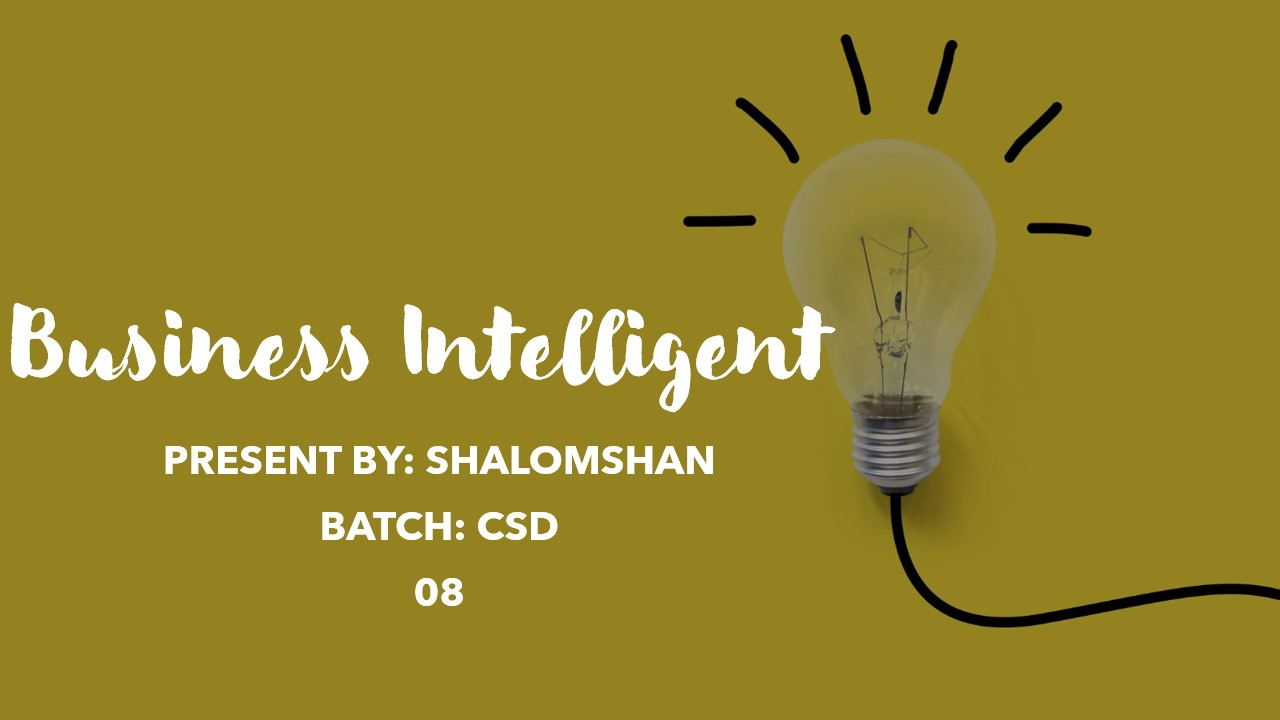 Business Intelligent
PRESENT BY: SHALOMSHAN
BATCH: CSD
08